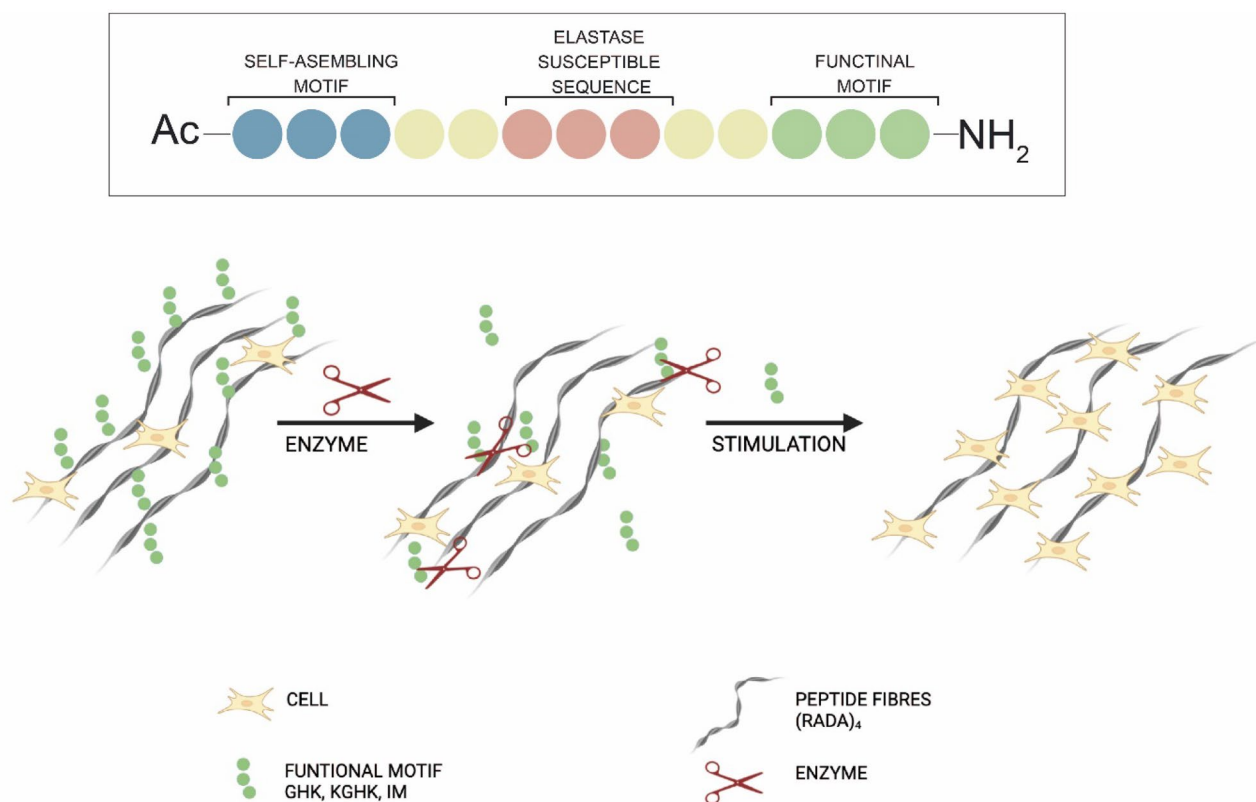 SELF-ASEMBLING
MOTIF
ELASTASE
SUSCEPTIBLE
SEQUENCE
FUNCTINAL
MOTIF
Ac
NH₂
ENZYME
STIMULATION
CELL
FUNTIONAL MOTIF
GHK, KGHK, IM
PEPTIDE FIBRES
(RADA)₄
ENZYME